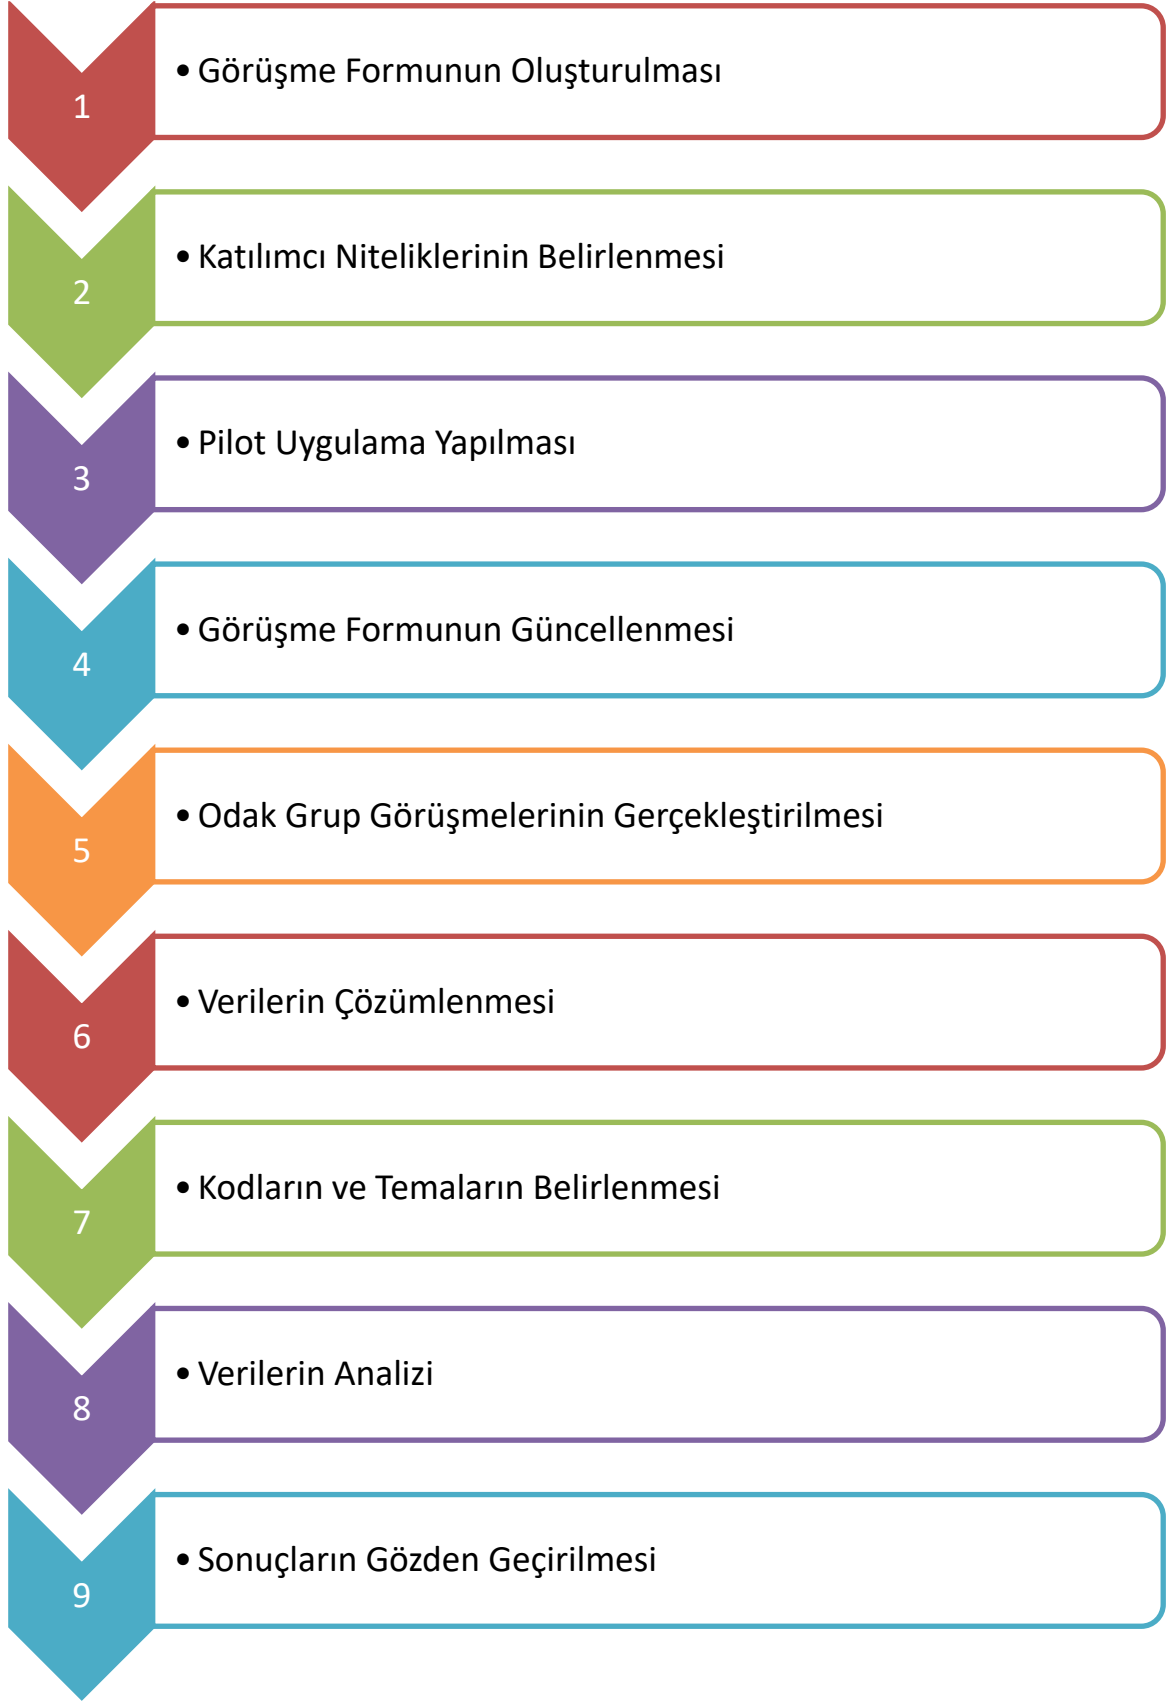 1
• Görüşme Formunun Oluşturulması
2
• Katılımcı Niteliklerinin Belirlenmesi
3
• Pilot Uygulama Yapılması
4
• Görüşme Formunun Güncellenmesi
5
• Odak Grup Görüşmelerinin Gerçekleştirilmesi
6
• Verilerin Çözümlenmesi
7
• Kodların ve Temaların Belirlenmesi
8
• Verilerin Analizi
9
• Sonuçların Gözden Geçirilmesi